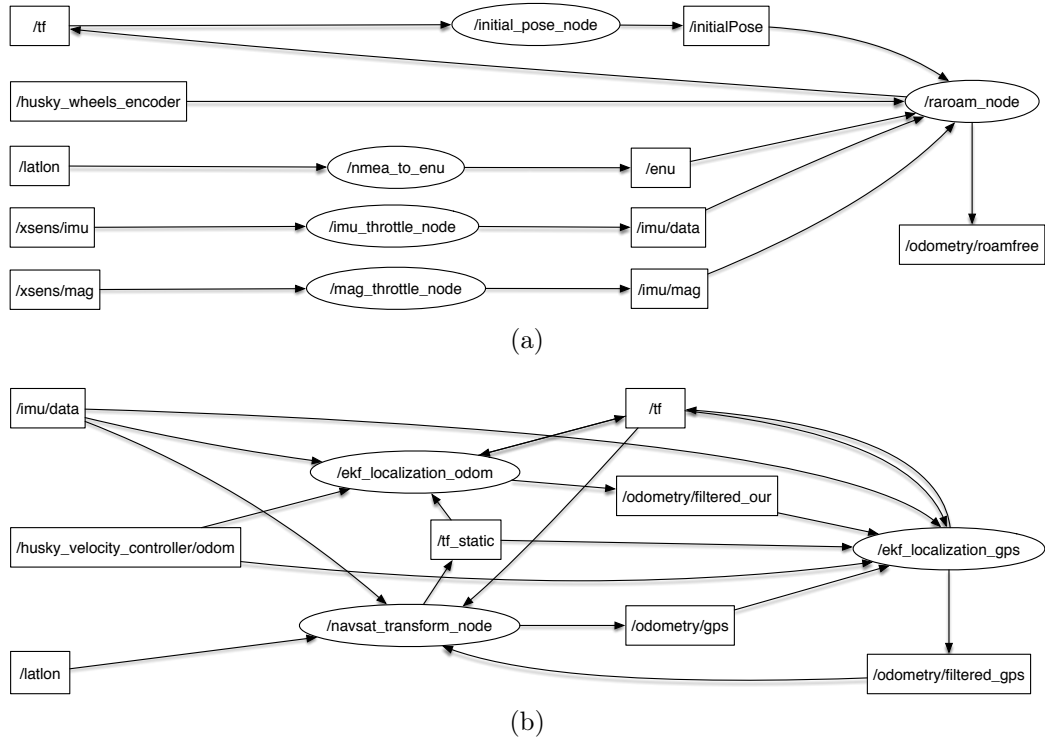 /tf
/initial_pose_node
/initialPose
/husky_wheels_encoder
/raroam_node
/latlon
/nmea_to_enu
/enu
/xsens/imu
/imu_throttle_node
/imu/data
/odometry/roamfree
/xsens/mag
/mag_throttle_node
/imu/mag
(a)
/imu/data
/tf
/ekf_localization_odom
/odometry/filtered_our
/husky_velocity_controller/odom
/tf_static
/ekf_localization_gps
/navsat_transform_node
/odometry/gps
/latlon
/odometry/filtered_gps
(b)